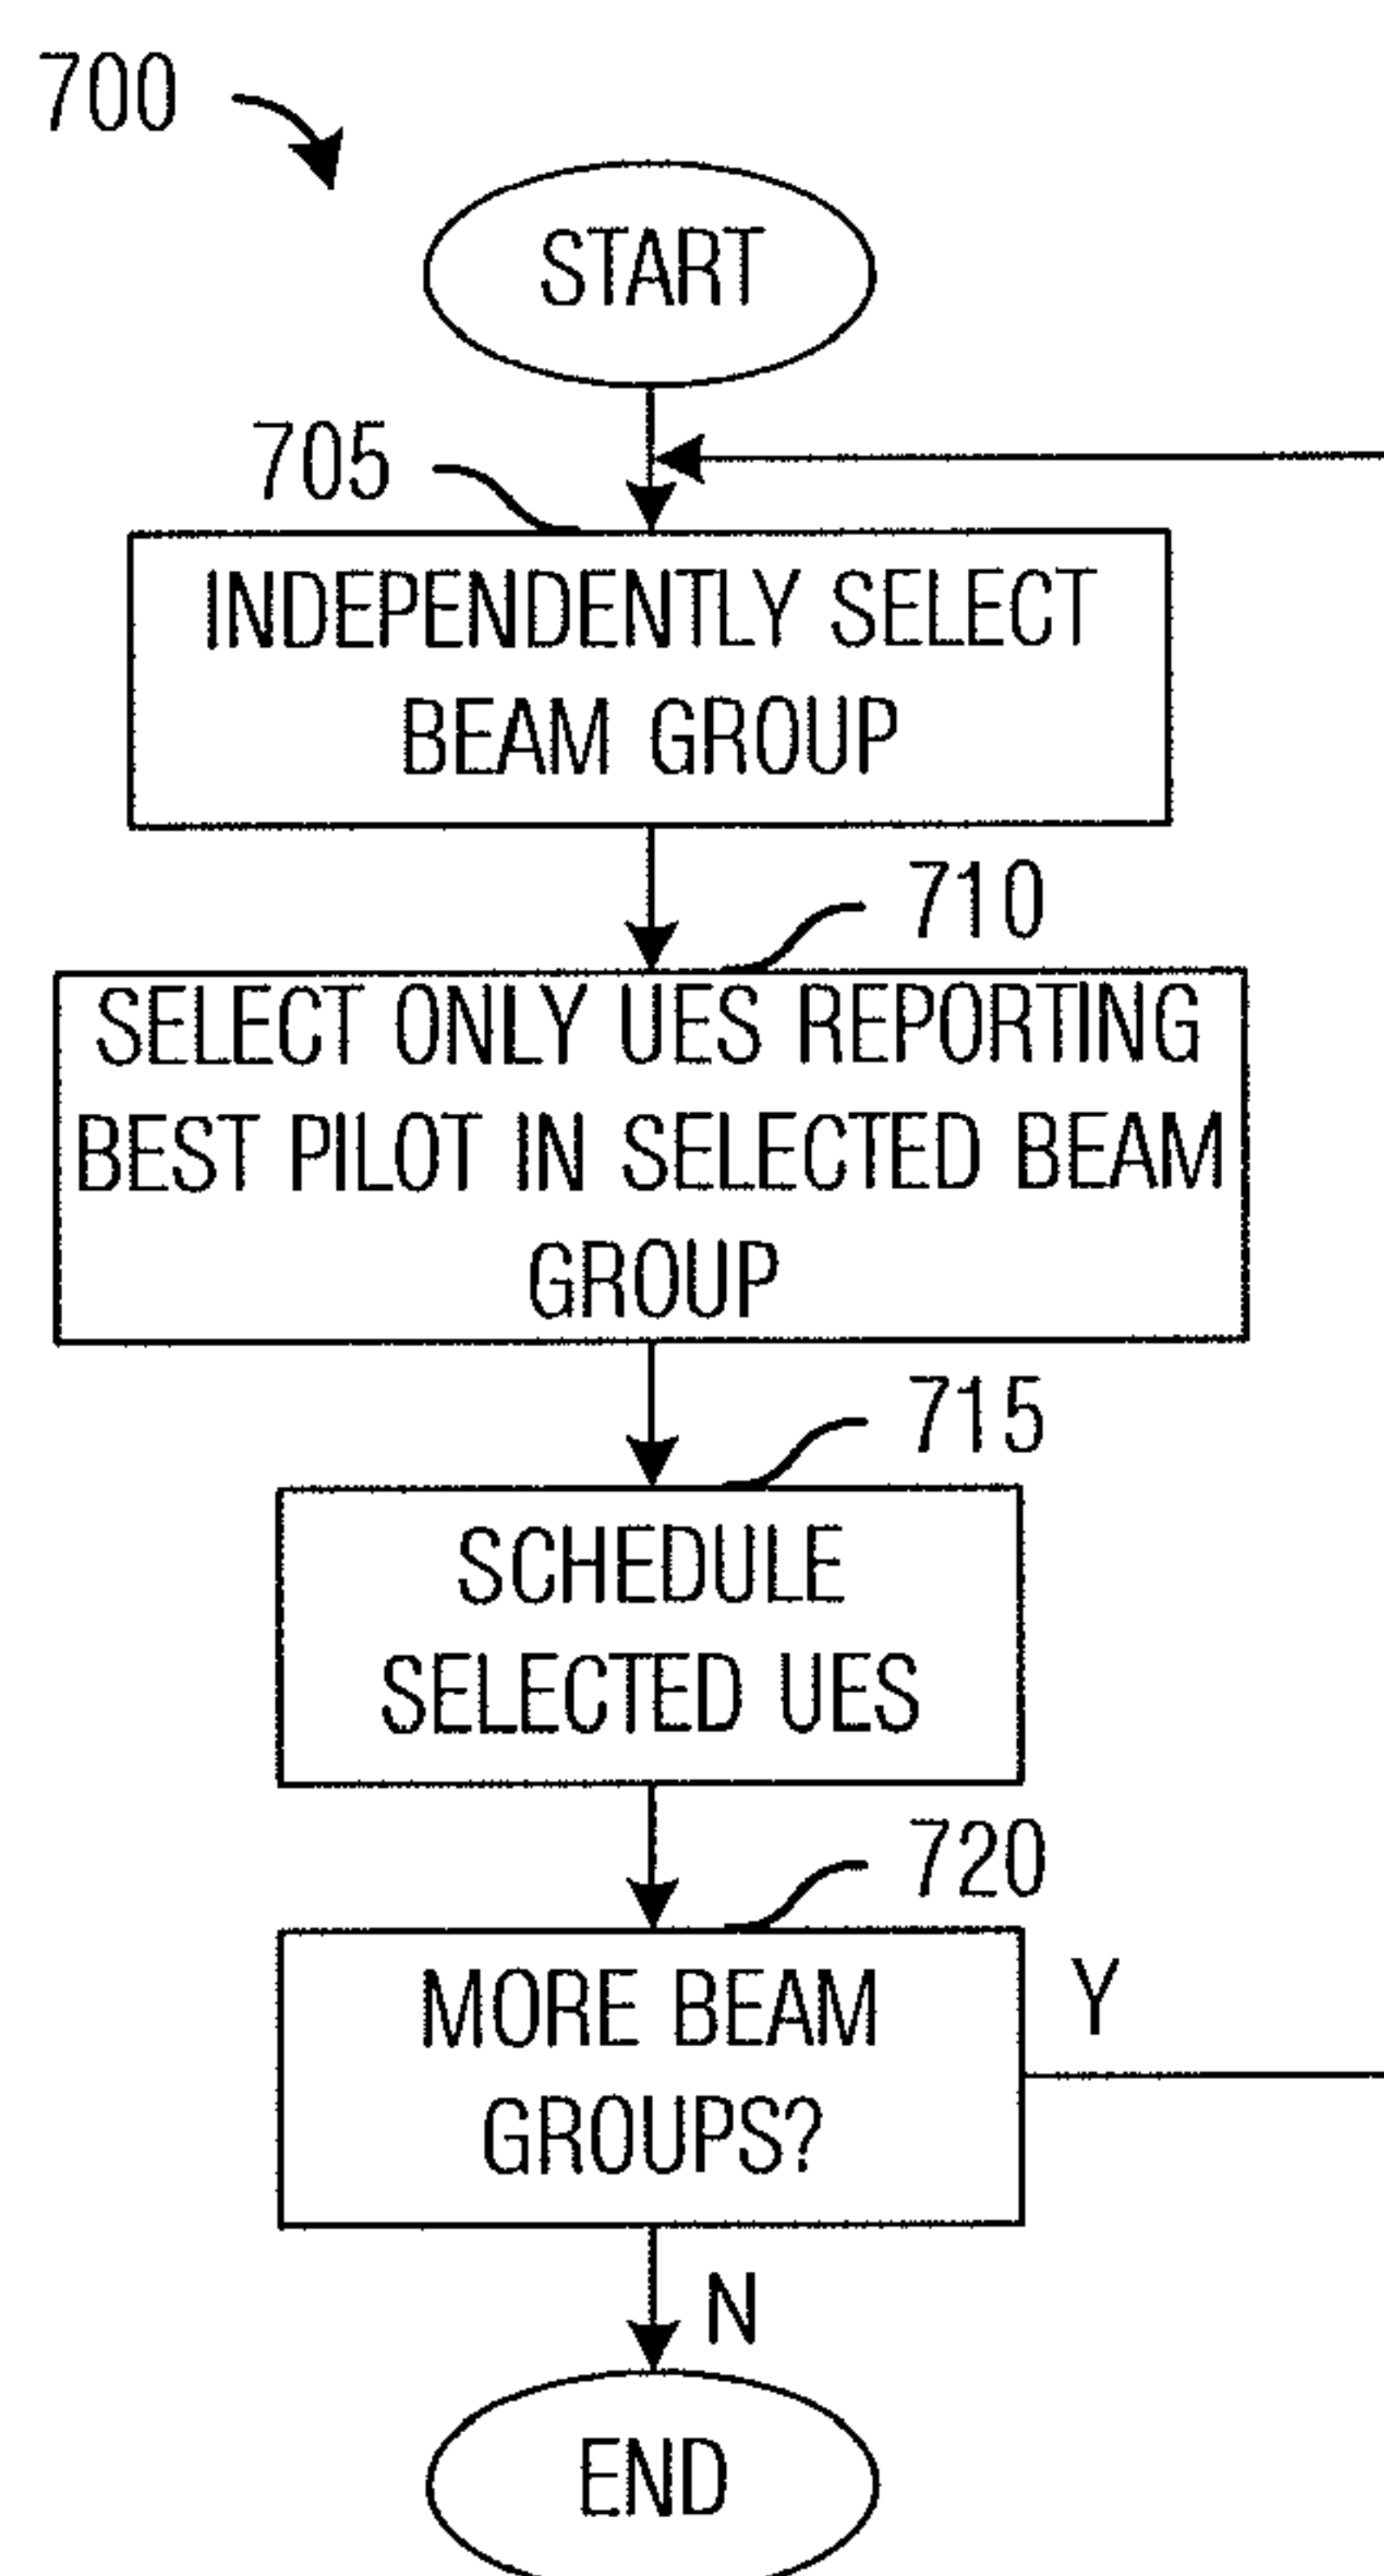 700
START
705
INDEPENDENTLY SELECT
BEAM GROUP
710
SELECT ONLY UES REPORTING
BEST PILOT IN SELECTED BEAM
GROUP
715
SCHEDULE
SELECTED UES
720
MORE BEAM
GROUPS?
Y
N
END